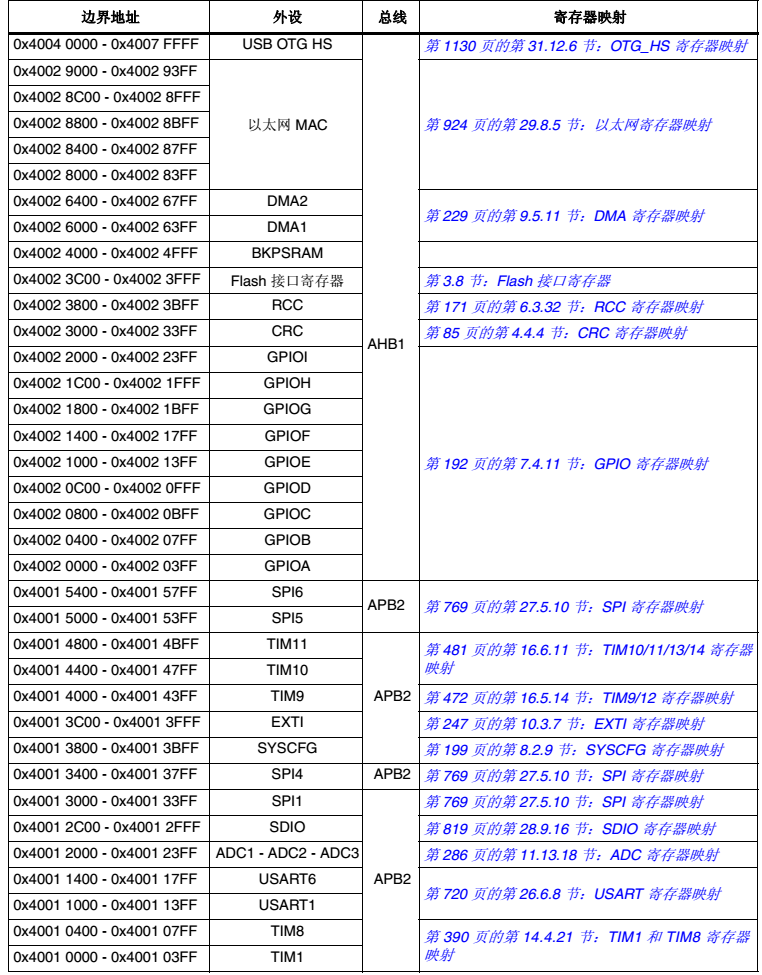 边界地址 外设 总线 寄存器映射
0x4004 0000 - 0x4007 FFFF USB OTG HS 第 1130 页的第 31.12.6 节：OTG_HS 寄存器映射
0x4002 9000 - 0x4002 93FF
0x4002 8C00 - 0x4002 8FFF
0x4002 8800 - 0x4002 8BFF 以太网 MAC 第 924 页的第 29.8.5 节：以太网寄存器映射
0x4002 8400 - 0x4002 87FF
0x4002 8000 - 0x4002 83FF
0x4002 6400 - 0x4002 67FF DMA2 第 229 页的第 9.5.11 节：DMA 寄存器映射
0x4002 6000 - 0x4002 63FF DMA1
0x4002 4000 - 0x4002 4FFF BKPSRAM
0x4002 3C00 - 0x4002 3FFF Flash 接口寄存器 第 3.8 节：Flash 接口寄存器
0x4002 3800 - 0x4002 3BFF RCC 第 171 页的第 6.3.32 节：RCC 寄存器映射
0x4002 3000 - 0x4002 33FF CRC AHB1 第 85 页的第 4.4.4 节：CRC 寄存器映射
0x4002 2000 - 0x4002 23FF GPIOI
0x4002 1C00 - 0x4002 1FFF GPIOH
0x4002 1800 - 0x4002 1BFF GPIOG
0x4002 1400 - 0x4002 17FF GPIOF
0x4002 1000 - 0x4002 13FF GPIOE 第 192 页的第 7.4.11 节：GPIO 寄存器映射
0x4002 0C00 - 0x4002 0FFF GPIOD
0x4002 0800 - 0x4002 0BFF GPIOC
0x4002 0400 - 0x4002 07FF GPIOB
0x4002 0000 - 0x4002 03FF GPIOA
0x4001 5400 - 0x4001 57FF SPI6 APB2 第 769 页的第 27.5.10 节：SPI 寄存器映射
0x4001 5000 - 0x4001 53FF SPI5
0x4001 4800 - 0x4001 4BFF TIM11 第 481 页的第 16.6.11 节：TIM10/11/13/14 寄存器
映射
0x4001 4400 - 0x4001 47FF TIM10
0x4001 4000 - 0x4001 43FF TIM9 APB2 第 472 页的第 16.5.14 节：TIM9/12 寄存器映射
0x4001 3C00 - 0x4001 3FFF EXTI 第 247 页的第 10.3.7 节：EXTI 寄存器映射
0x4001 3800 - 0x4001 3BFF SYSCFG 第 199 页的第 8.2.9 节：SYSCFG 寄存器映射
0x4001 3400 - 0x4001 37FF SPI4 APB2 第 769 页的第 27.5.10 节：SPI 寄存器映射
0x4001 3000 - 0x4001 33FF SPI1 第 769 页的第 27.5.10 节：SPI 寄存器映射
0x4001 2C00 - 0x4001 2FFF SDIO 第 819 页的第 28.9.16 节：SDIO 寄存器映射
0x4001 2000 - 0x4001 23FF ADC1 - ADC2 - ADC3 第 286 页的第 11.13.18 节：ADC 寄存器映射
0x4001 1400 - 0x4001 17FF USART6 APB2 第 720 页的第 26.6.8 节：USART 寄存器映射
0x4001 1000 - 0x4001 13FF USART1
0x4001 0400 - 0x4001 07FF TIM8 第 390 页的第 14.4.21 节：TIM1 和 TIM8 寄存器
映射
0x4001 0000 - 0x4001 03FF TIM1